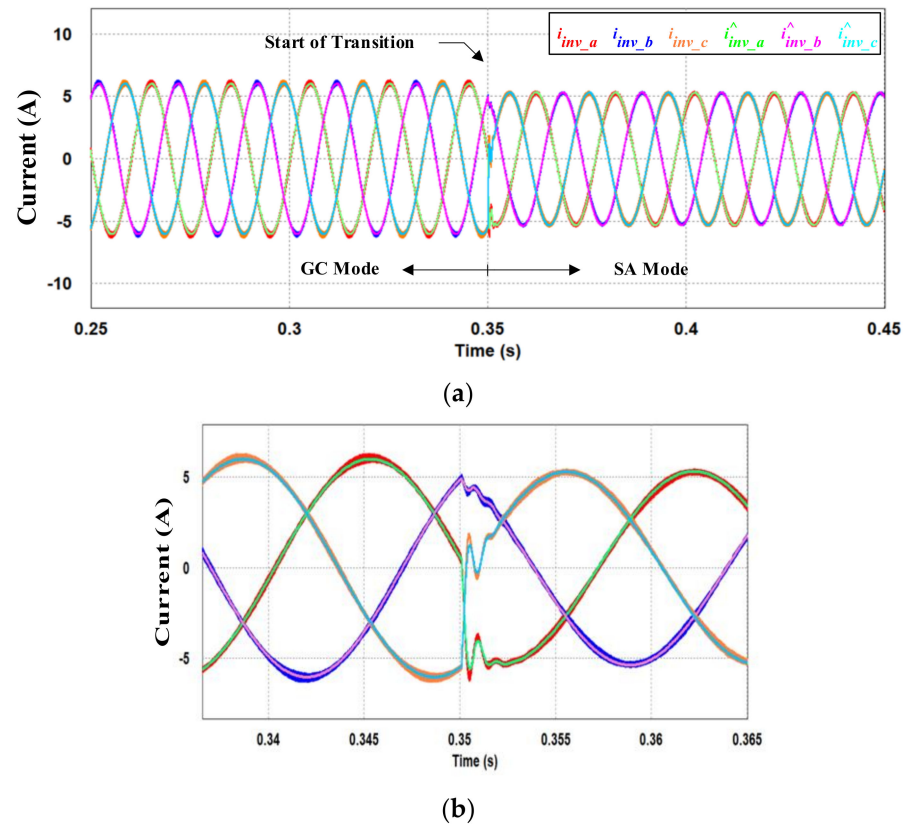 (a)
10
5
0
-5
-10
Current (A)
Start of Transition
i_inv_a i_inv_b i_inv_c î_inv_a î_inv_b î_inv_c
GC Mode
SA Mode
0.25 0.3 0.35 0.4 0.45
Time (s)
(a)
5
0
-5
Current (A)
0.34 0.345 0.35 0.355 0.36 0.365
Time (s)
(b)